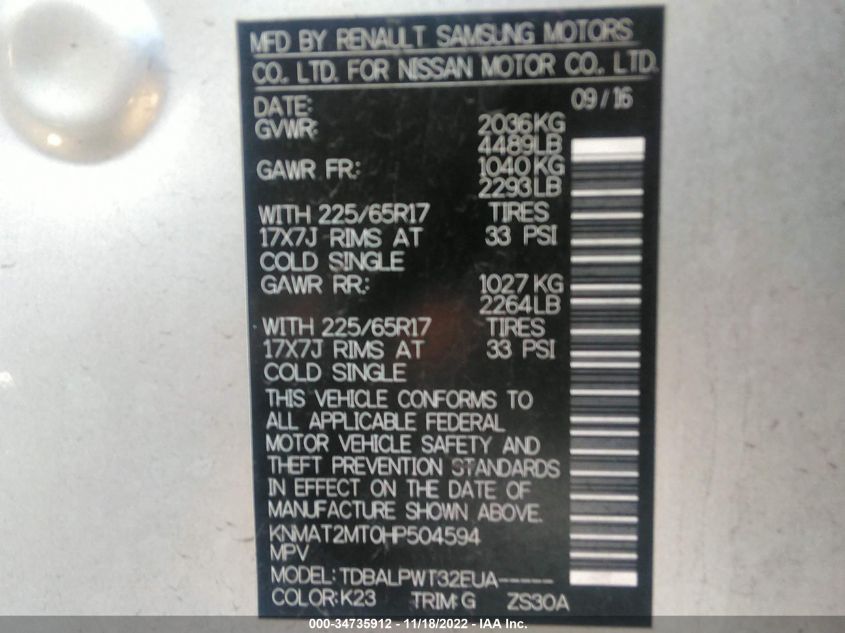 MFD BY RENAULT SAMSUNG MOTORS
CO., LTD. FOR NISSAN MOTOR CO., LTD.
DATE: 09/16
GVWR: 2036KG
4489LB
GAWR FR: 1040KG
2293LB
WITH 225/65R17 TIRES
17X7J RIMS AT 33 PSI
COLD SINGLE
GAWR RR: 1027KG
2264LB
WITH 225/65R17 TIRES
17X7J RIMS AT 33 PSI
COLD SINGLE
THIS VEHICLE CONFORMS TO
ALL APPLICABLE FEDERAL
MOTOR VEHICLE SAFETY AND
THEFT PREVENTION STANDARDS
IN EFFECT ON THE DATE OF
MANUFACTURE SHOWN ABOVE.
KNMAT2MT0HP504594
MPV
MODEL: TDBALPWT32EUA-----
COLOR: K23 TRIM: G ZS30A
000-34735912 - 11/18/2022 - IAA Inc.